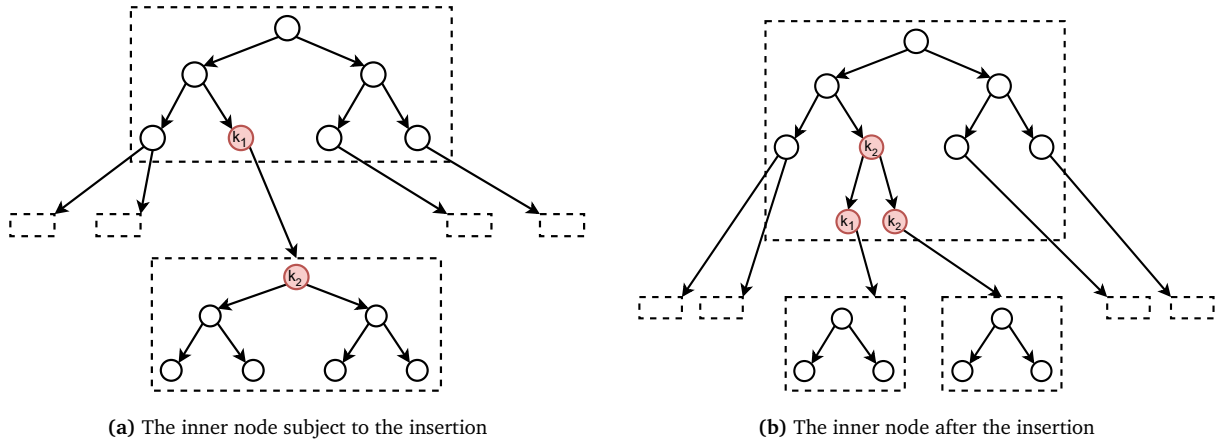 k₁
k₂
k₂
k₁ k₂
(a) The inner node subject to the insertion
(b) The inner node after the insertion